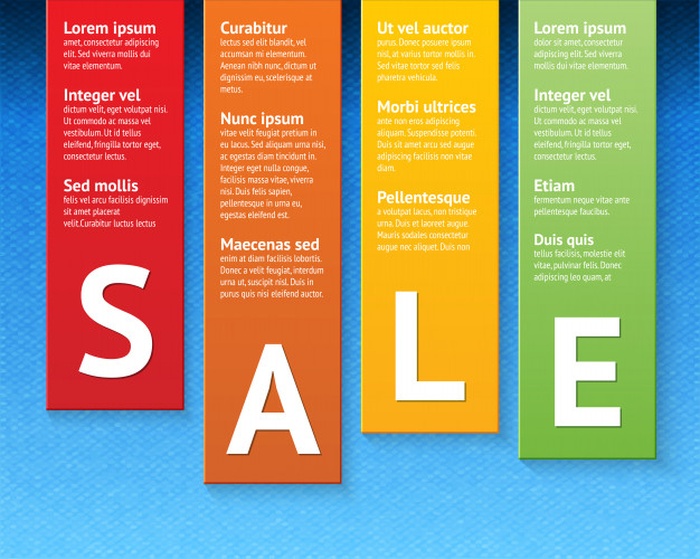 Lorem ipsum
amet, consectetur adipiscing
elit. Sed viverra mollis dui
vitae elementum.
Integer vel
dictum velit, eget volutpat nisi.
Ut commodo ac massa vel
vestibulum. Ut id tellus
eleifend, fringilla tortor eget,
consectetur lectus.
Sed mollis
felis vel arcu facilisis dignissim
sit amet placerat
velit.Curabitur luctus lectus
S
Curabitur
lectus sed elit blandit, vel
accumsan mi elementum.
Aenean nibh nunc, dictum ut
dignissim eu, scelerisque at
metus.
Nunc ipsum
vitae velit feugiat pretium in
eu lacus. Sed aliquam urna nisi,
ac egestas diam tincidunt in.
Integer eget nulla congue,
facilisis massa vitae, viverra
nisi. Duis felis sapien,
pellentesque in urna eu,
egestas eleifend est.
Maecenas sed
enim at diam facilisis lobortis.
Donec a velit feugiat, interdum
urna ut, suscipit nisl. Duis in
purus quis nisi eleifend auctor.
A
Ut vel auctor
purus. Donec posuere ipsum
nisl, at varius tortor mollis in.
Sed vitae tortor sed felis
pharetra vehicula.
Morbi ultrices
ante non eros adipiscing
aliquam. Suspendisse potenti.
Duis sit amet arcu sed augue
adipiscing facilisis non vitae
diam.
Pellentesque
a volutpat lacus, non tristique
urna. Duis et laoreet augue.
Mauris sodales consectetur
augue nec aliquet. Duis non
L
Lorem ipsum
dolor sit amet, consectetur
adipiscing elit. Sed viverra
mollis dui vitae elementum.
Integer vel
dictum velit, eget volutpat nisi.
Ut commodo ac massa vel
vestibulum. Ut id tellus
eleifend, fringilla tortor eget,
consectetur lectus.
Etiam
fermentum neque vitae ante
pellentesque faucibus.
Duis quis
tellus facilisis, molestie elit
vitae, pulvinar felis. Donec
adipiscing leo quam, at
E